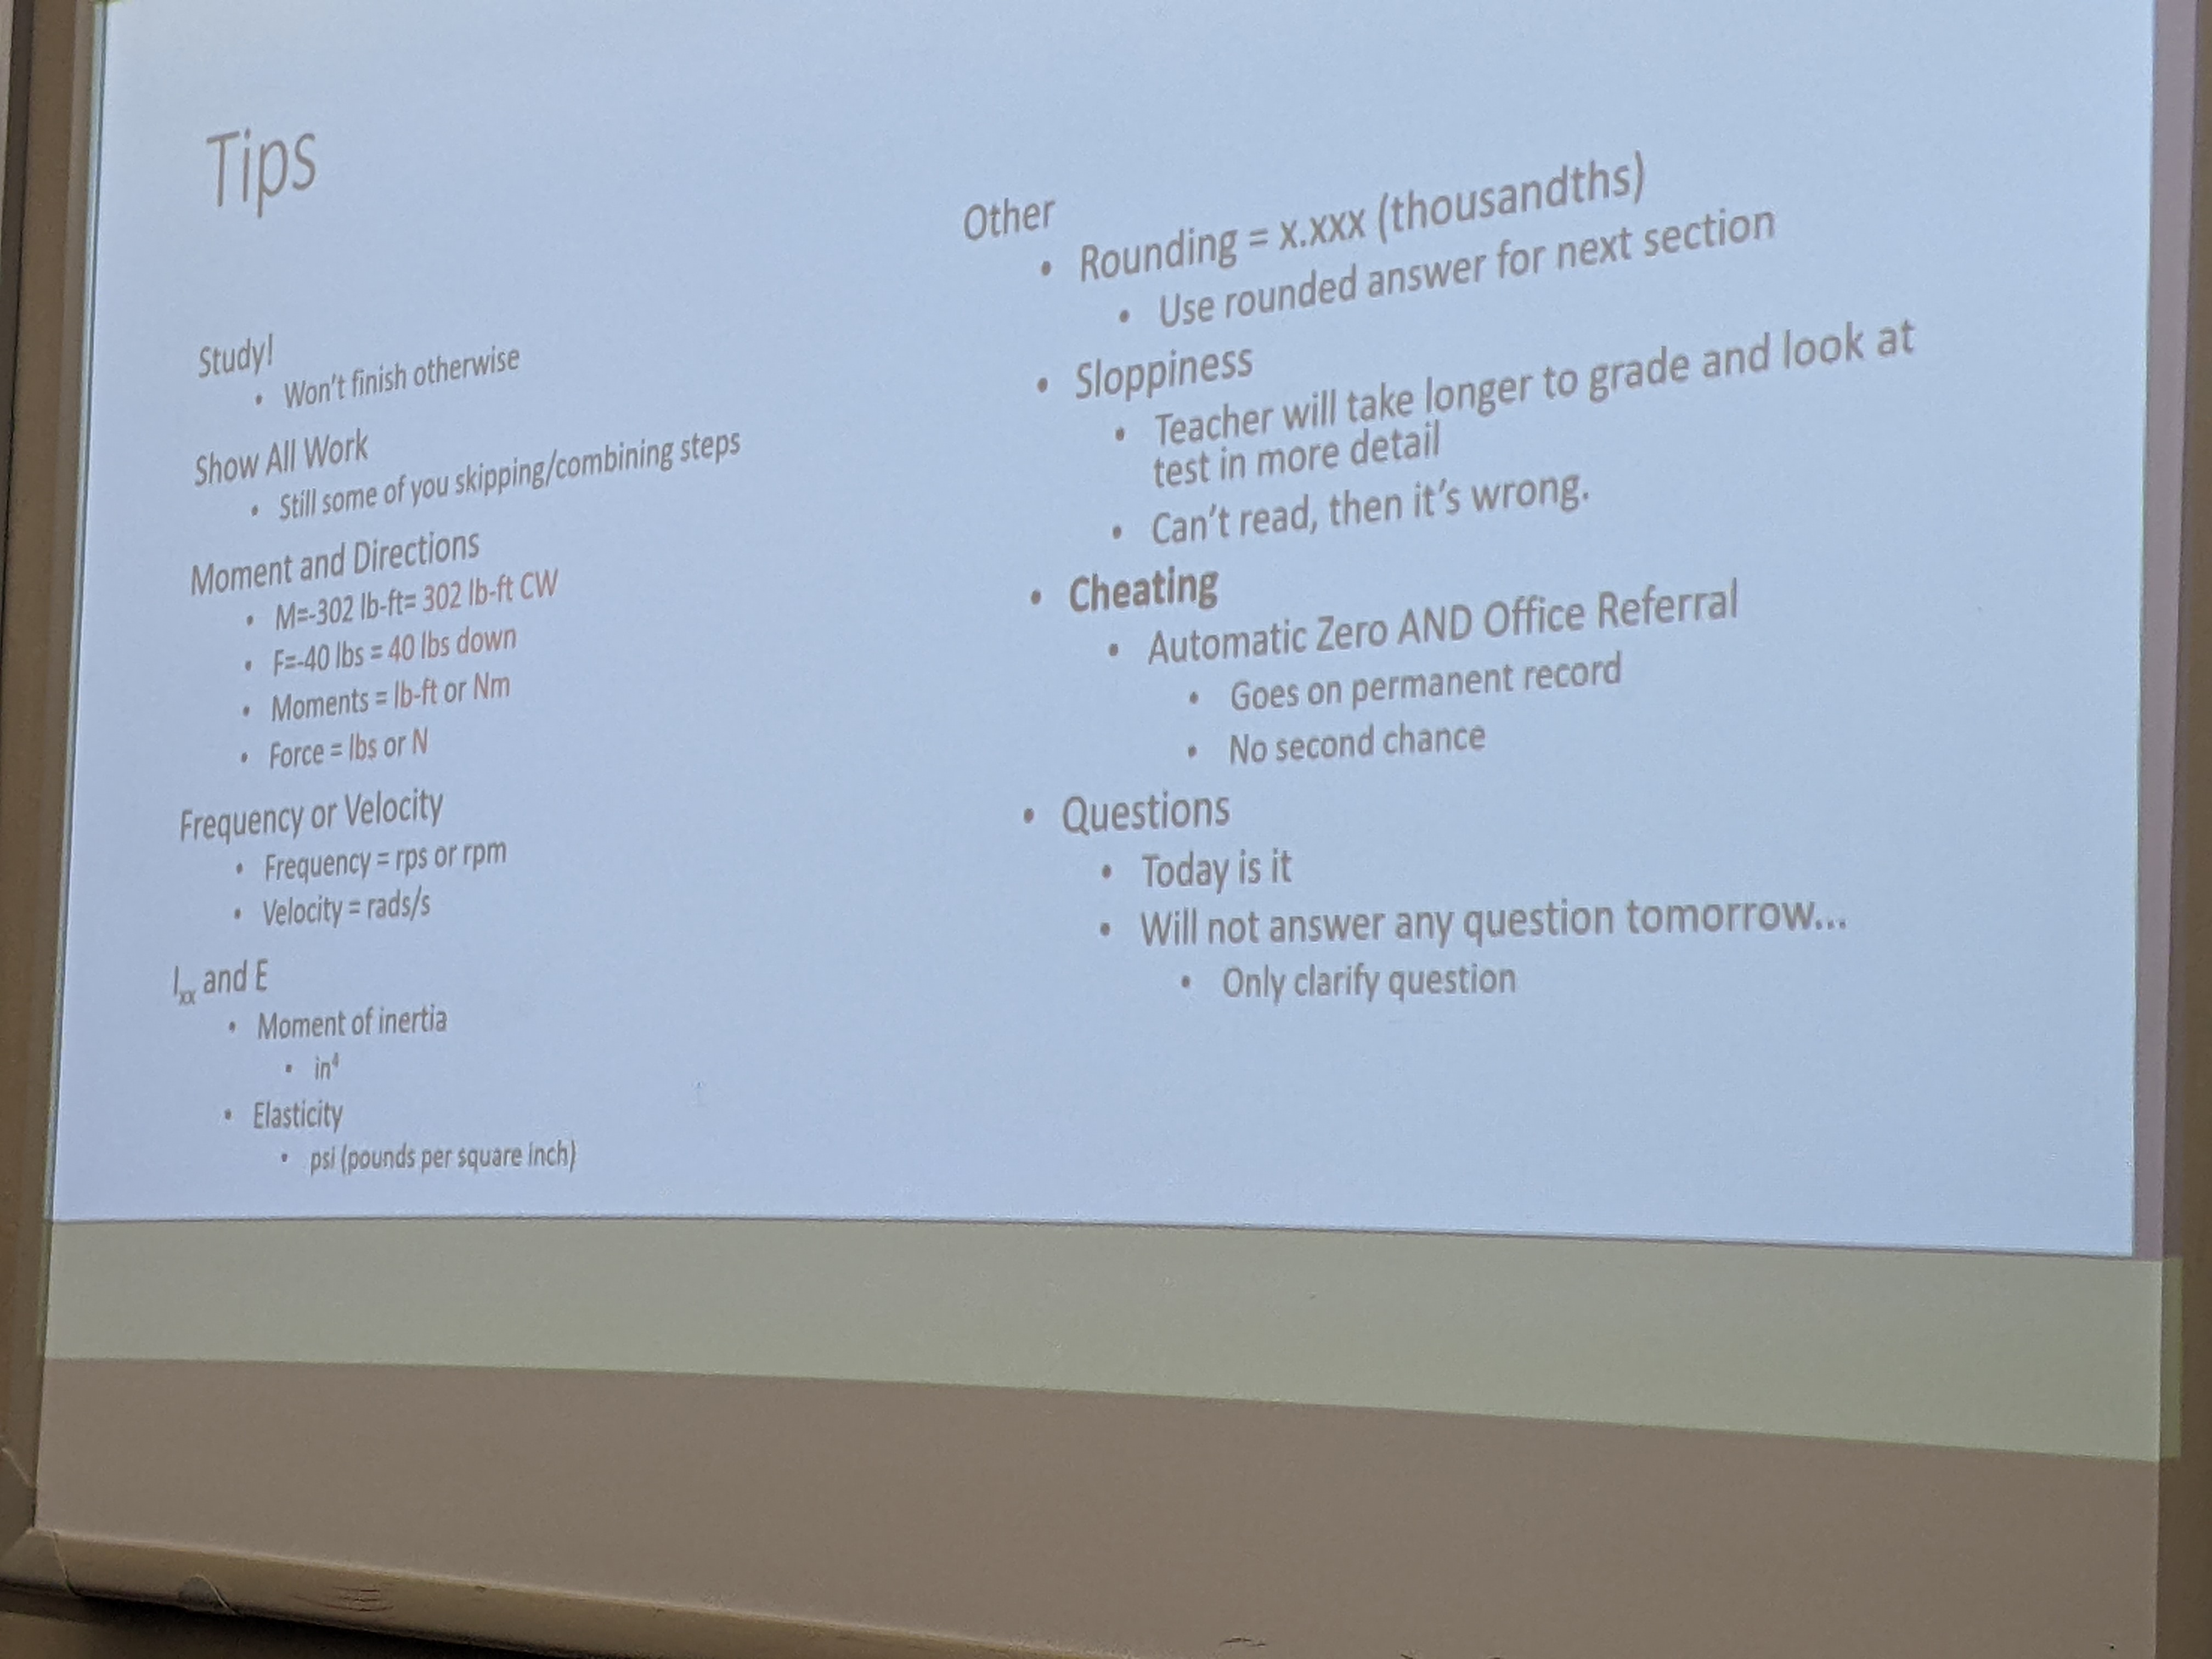 Tips
Study!
• Won't finish otherwise
Show All Work
• Still some of you skipping/combining steps
Moment and Directions
• M=-302 lb-ft= 302 lb-ft CW
• F=-40 lbs = 40 lbs down
• Moments = lb-ft or Nm
• Force = lbs or N
Frequency or Velocity
• Frequency = rps or rpm
• Velocity = rads/s
Ixx and E
• Moment of inertia
• in⁴
• Elasticity
• psi (pounds per square inch)
Other
• Rounding = x.xxx (thousandths)
• Use rounded answer for next section
• Sloppiness
• Teacher will take longer to grade and look at
test in more detail
• Can't read, then it's wrong.
• Cheating
• Automatic Zero AND Office Referral
• Goes on permanent record
• No second chance
• Questions
• Today is it
• Will not answer any question tomorrow...
• Only clarify question